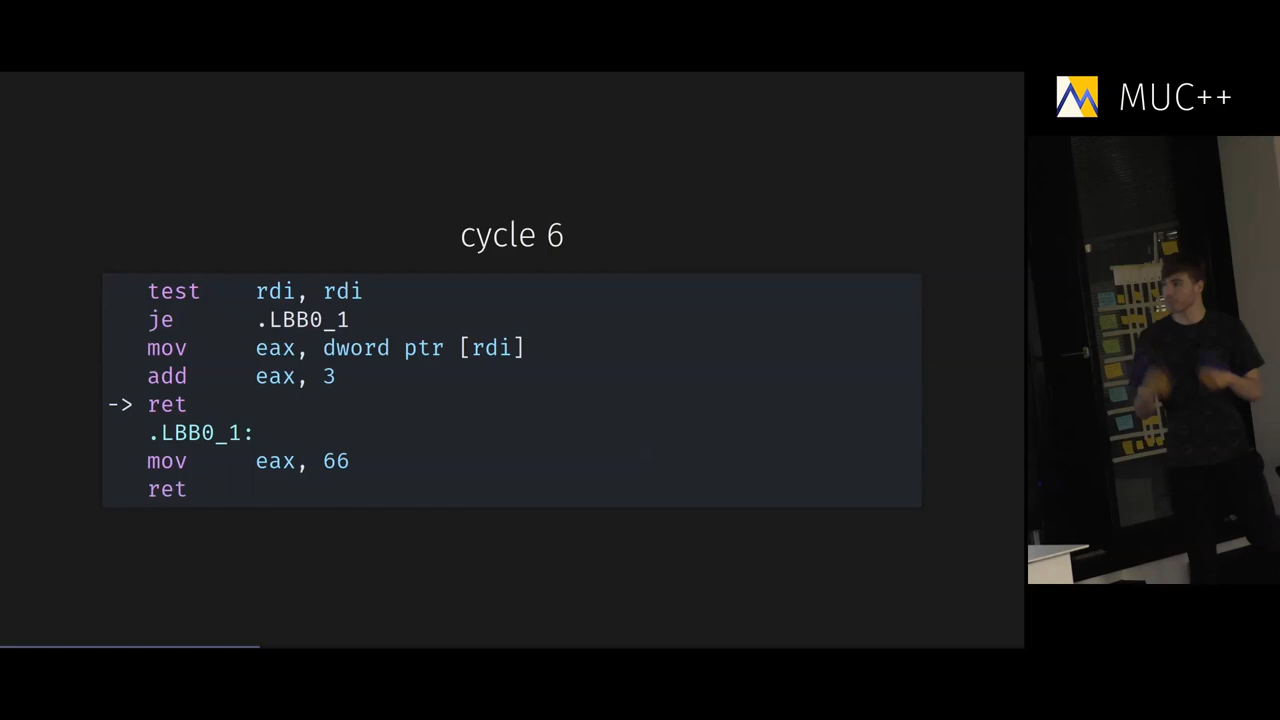 MUC++
cycle 6
test rdi, rdi
je .LBB0_1
mov eax, dword ptr [rdi]
add eax, 3
-> ret
.LBB0_1:
mov eax, 66
ret